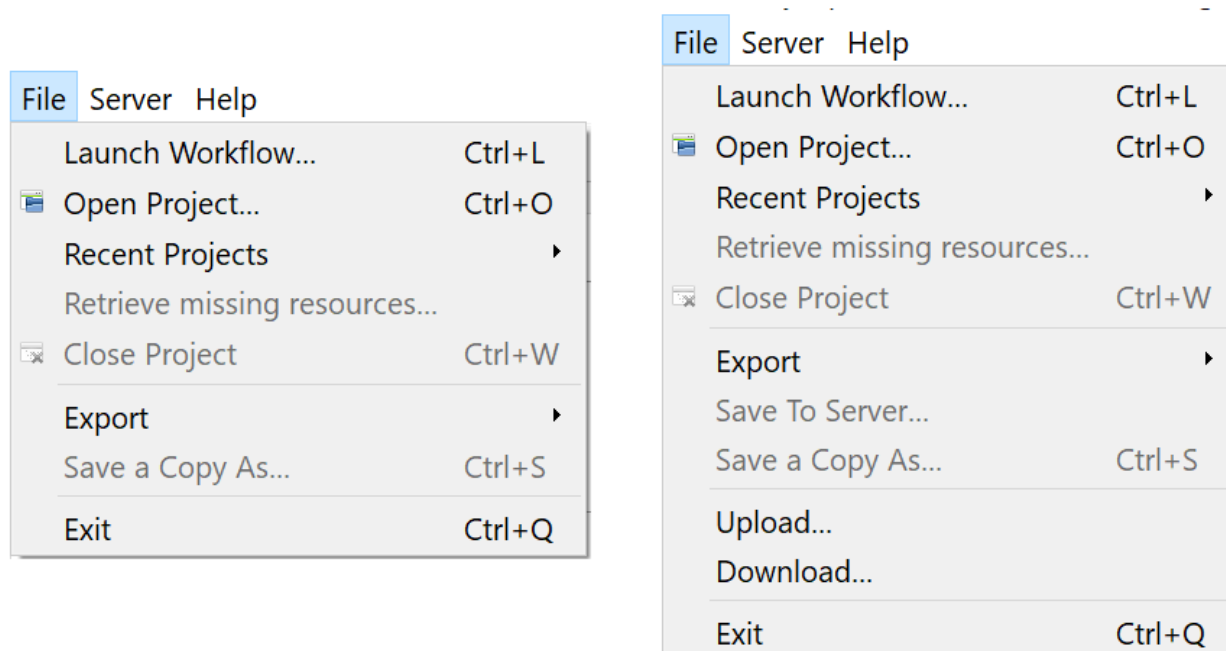 File Server Help
Launch Workflow... Ctrl+L
Open Project... Ctrl+O
Recent Projects
Retrieve missing resources...
Close Project Ctrl+W
Export
Save a Copy As... Ctrl+S
Exit Ctrl+Q
File Server Help
Launch Workflow... Ctrl+L
Open Project... Ctrl+O
Recent Projects
Retrieve missing resources...
Close Project Ctrl+W
Export
Save To Server...
Save a Copy As... Ctrl+S
Upload...
Download...
Exit Ctrl+Q